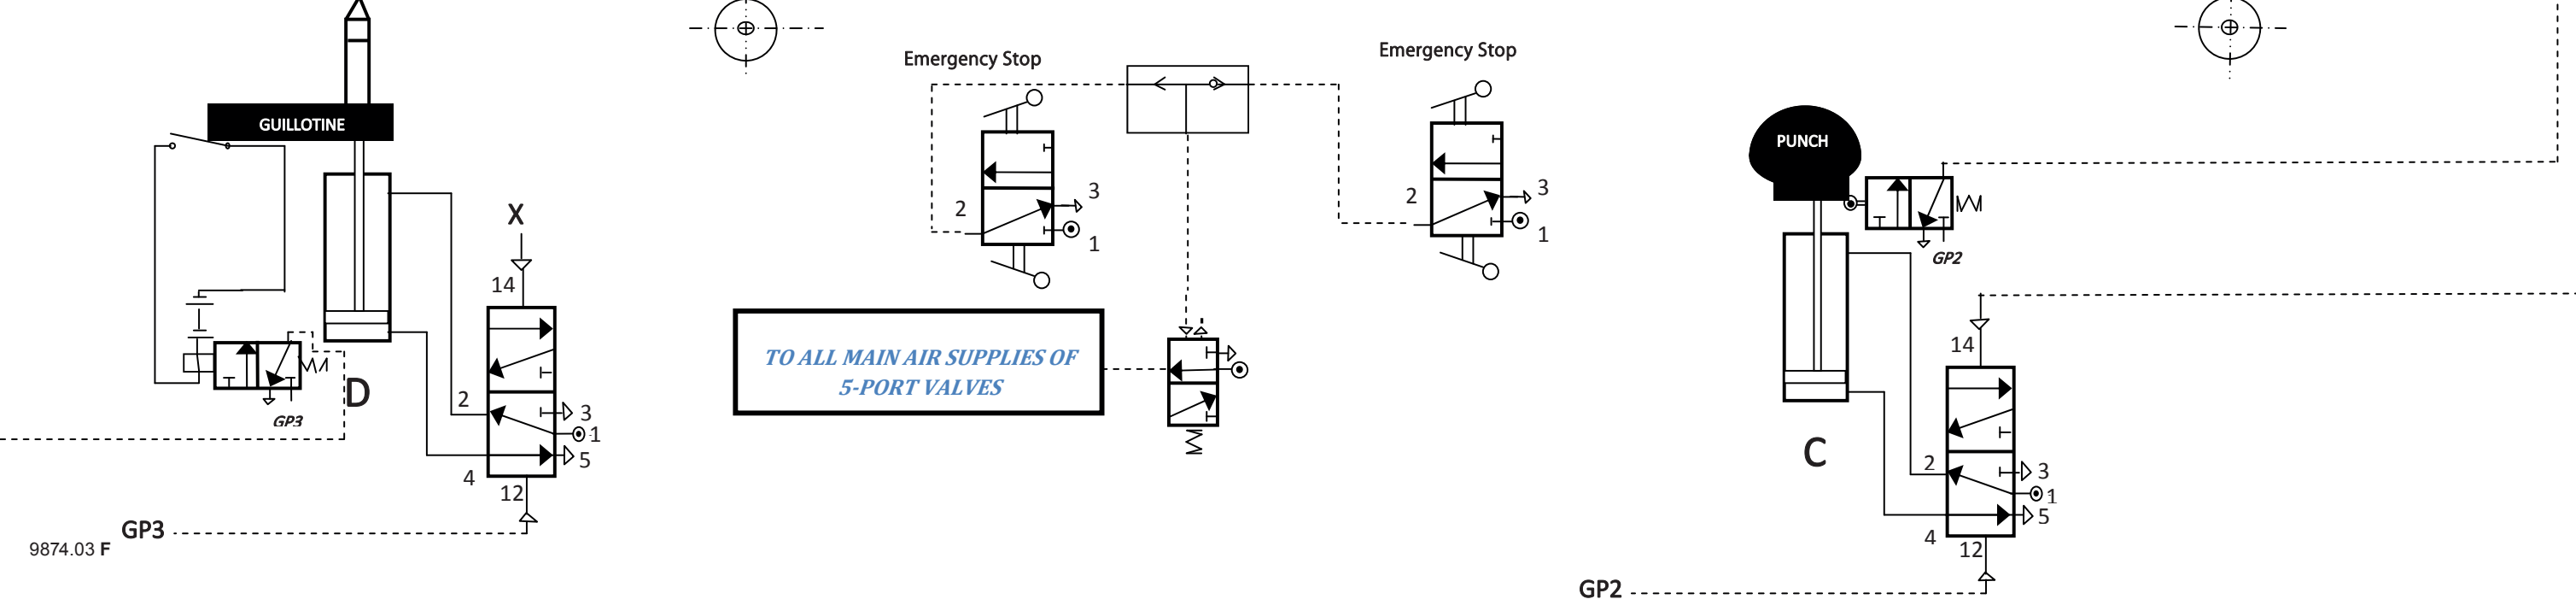 Emergency Stop
Emergency Stop
GUILLOTINE
PUNCH
X
14
2
3
1
2
3
1
GP2
14
TO ALL MAIN AIR SUPPLIES OF
5-PORT VALVES
D
GP3
2
3
1
5
4
12
C
2
3
1
5
4
12
GP3
9874.03 F
GP2